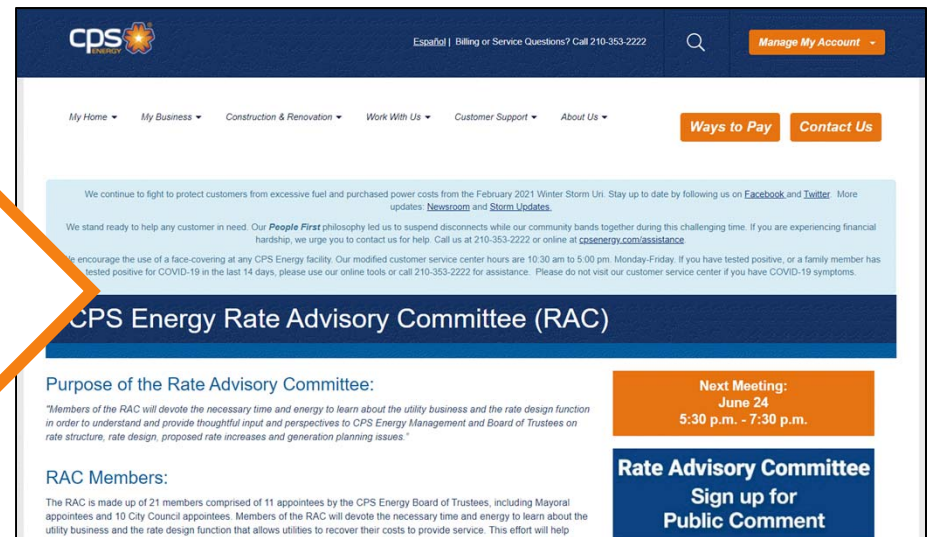 cps ENERGY
Español | Billing or Service Questions? Call 210-353-2222
Manage My Account
My Home My Business Construction & Renovation Work With Us Customer Support About Us
Ways to Pay Contact Us
We continue to fight to protect customers from excessive fuel and purchased power costs from the February 2021 Winter Storm Uri. Stay up to date by following us on Facebook and Twitter. More
updates: Newsroom and Storm Updates.
We stand ready to help any customer in need. Our People First philosophy led us to suspend disconnects while our community bands together during this challenging time. If you are experiencing financial
hardship, we urge you to contact us for help. Call us at 210-353-2222 or online at cpsenergy.com/assistance.
encourage the use of a face-covering at any CPS Energy facility. Our modified customer service center hours are 10:30 am to 5:00 pm. Monday-Friday. If you have tested positive, or a family member has
tested positive for COVID-19 in the last 14 days, please use our online tools or call 210-353-2222 for assistance. Please do not visit our customer service center if you have COVID-19 symptoms.
CPS Energy Rate Advisory Committee (RAC)
Purpose of the Rate Advisory Committee:
"Members of the RAC will devote the necessary time and energy to learn about the utility business and the rate design function
in order to understand and provide thoughtful input and perspectives to CPS Energy Management and Board of Trustees on
rate structure, rate design, proposed rate increases and generation planning issues."
Next Meeting:
June 24
5:30 p.m. - 7:30 p.m.
RAC Members:
The RAC is made up of 21 members comprised of 11 appointees by the CPS Energy Board of Trustees, including Mayoral
appointees and 10 City Council appointees. Members of the RAC will devote the necessary time and energy to learn about the
utility business and the rate design function that allows utilities to recover their costs to provide service. This effort will help
Rate Advisory Committee
Sign up for
Public Comment